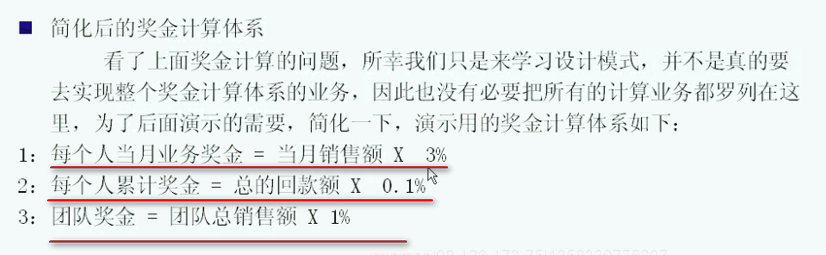 ■ 简化后的奖金计算体系
看了上面奖金计算的问题，所幸我们只是来学习设计模式，并不是真的要
去实现整个奖金计算体系的业务，因此也没有必要把所有的计算业务都罗列在这
里，为了后面演示的需要，简化一下，演示用的奖金计算体系如下：
1：每个人当月业务奖金 = 当月销售额 X 3%
2：每个人累计奖金 = 总的回款额 X 0.1%
3：团队奖金 = 团队总销售额 X 1%